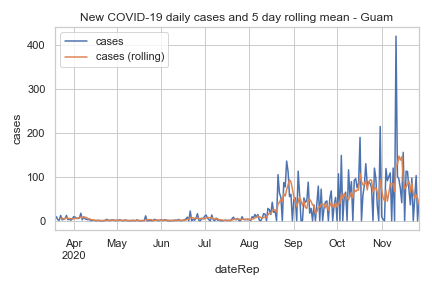 New COVID-19 daily cases and 5 day rolling mean - Guam
cases
cases (rolling)
400
300
200
100
0
cases
Apr May Jun Jul Aug Sep Oct Nov
2020
dateRep